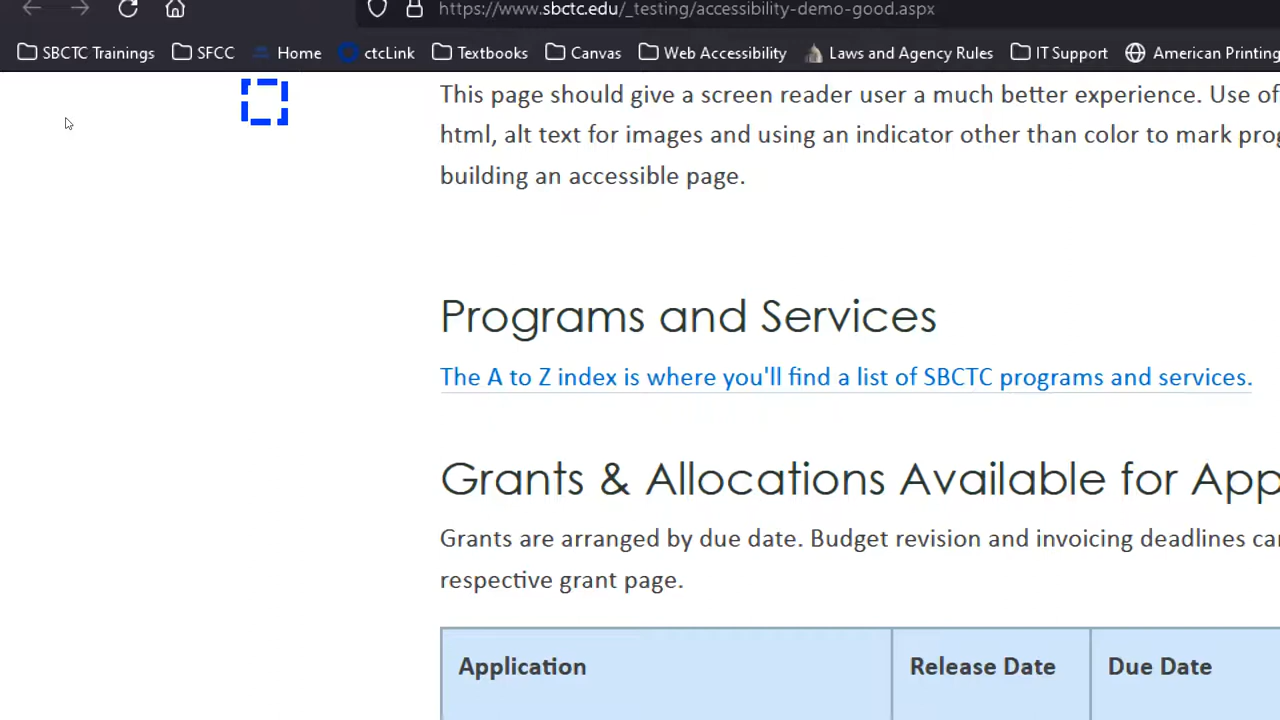 https://www.sbctc.edu/_testing/accessibility-demo-good.aspx
SBCTC Trainings SFCC Home ctcLink Textbooks Canvas Web Accessibility Laws and Agency Rules IT Support American Printing
This page should give a screen reader user a much better experience. Use of
html, alt text for images and using an indicator other than color to mark prog
building an accessible page.
Programs and Services
The A to Z index is where you'll find a list of SBCTC programs and services.
Grants & Allocations Available for App
Grants are arranged by due date. Budget revision and invoicing deadlines can
respective grant page.
Application Release Date Due Date